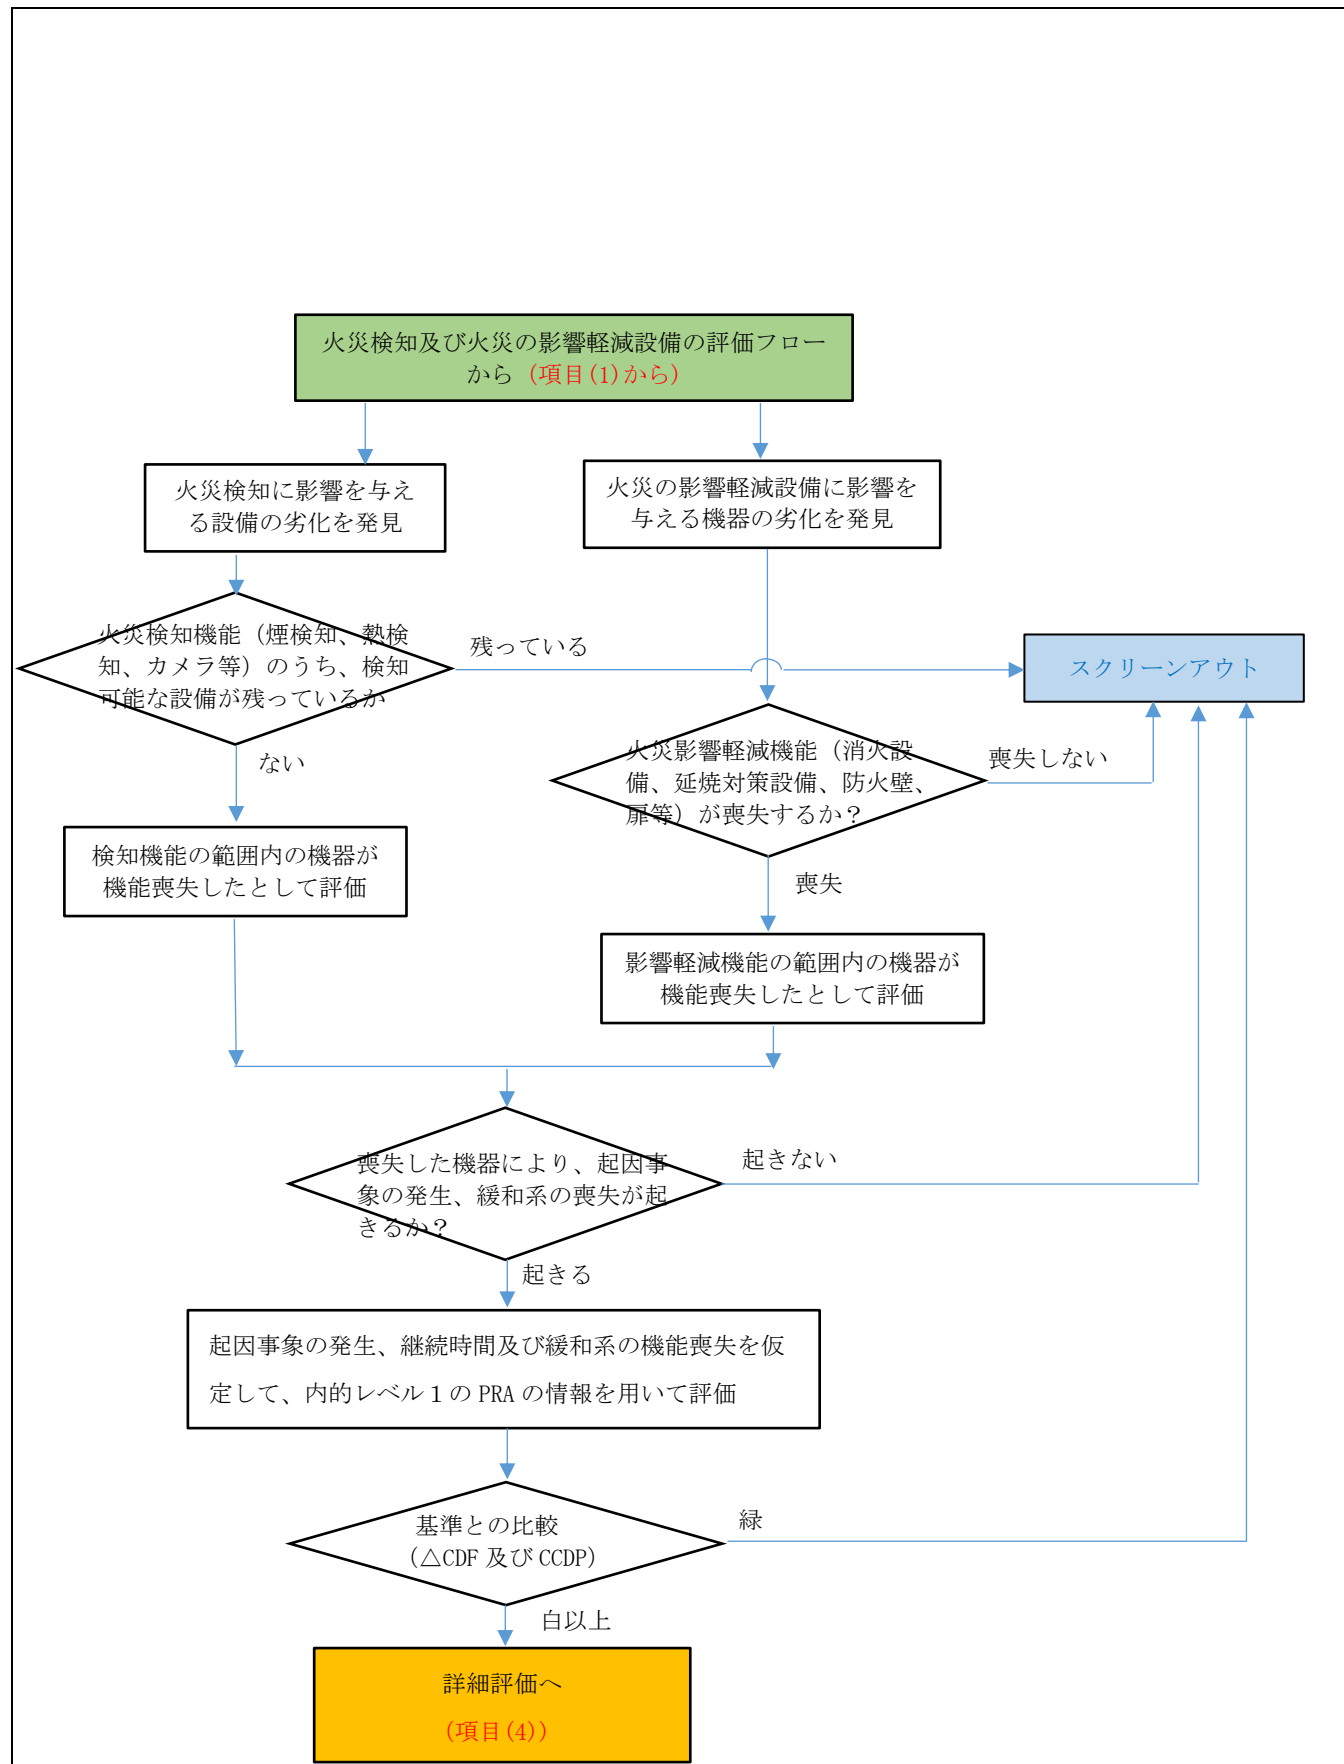 火災検知及び火災の影響軽減設備の評価フロー
から（項目(1)から）
火災検知に影響を与え
る設備の劣化を発見
火災の影響軽減設備に影響を
与える機器の劣化を発見
火災検知機能（煙検知、熱検
知、カメラ等）のうち、検知
可能な設備が残っているか
残っている
スクリーンアウト
ない
火災影響軽減機能（消火設
備、延焼対策設備、防火壁、
扉等）が喪失するか？
喪失しない
検知機能の範囲内の機器が
機能喪失したとして評価
喪失
影響軽減機能の範囲内の機器が
機能喪失したとして評価
喪失した機器により、起因事
象の発生、緩和系の喪失が起
きるか？
起きない
起きる
起因事象の発生、継続時間及び緩和系の機能喪失を仮
定して、内的レベル１の PRA の情報を用いて評価
基準との比較
（△CDF 及び CCDP）
緑
白以上
詳細評価へ
（項目(4)）